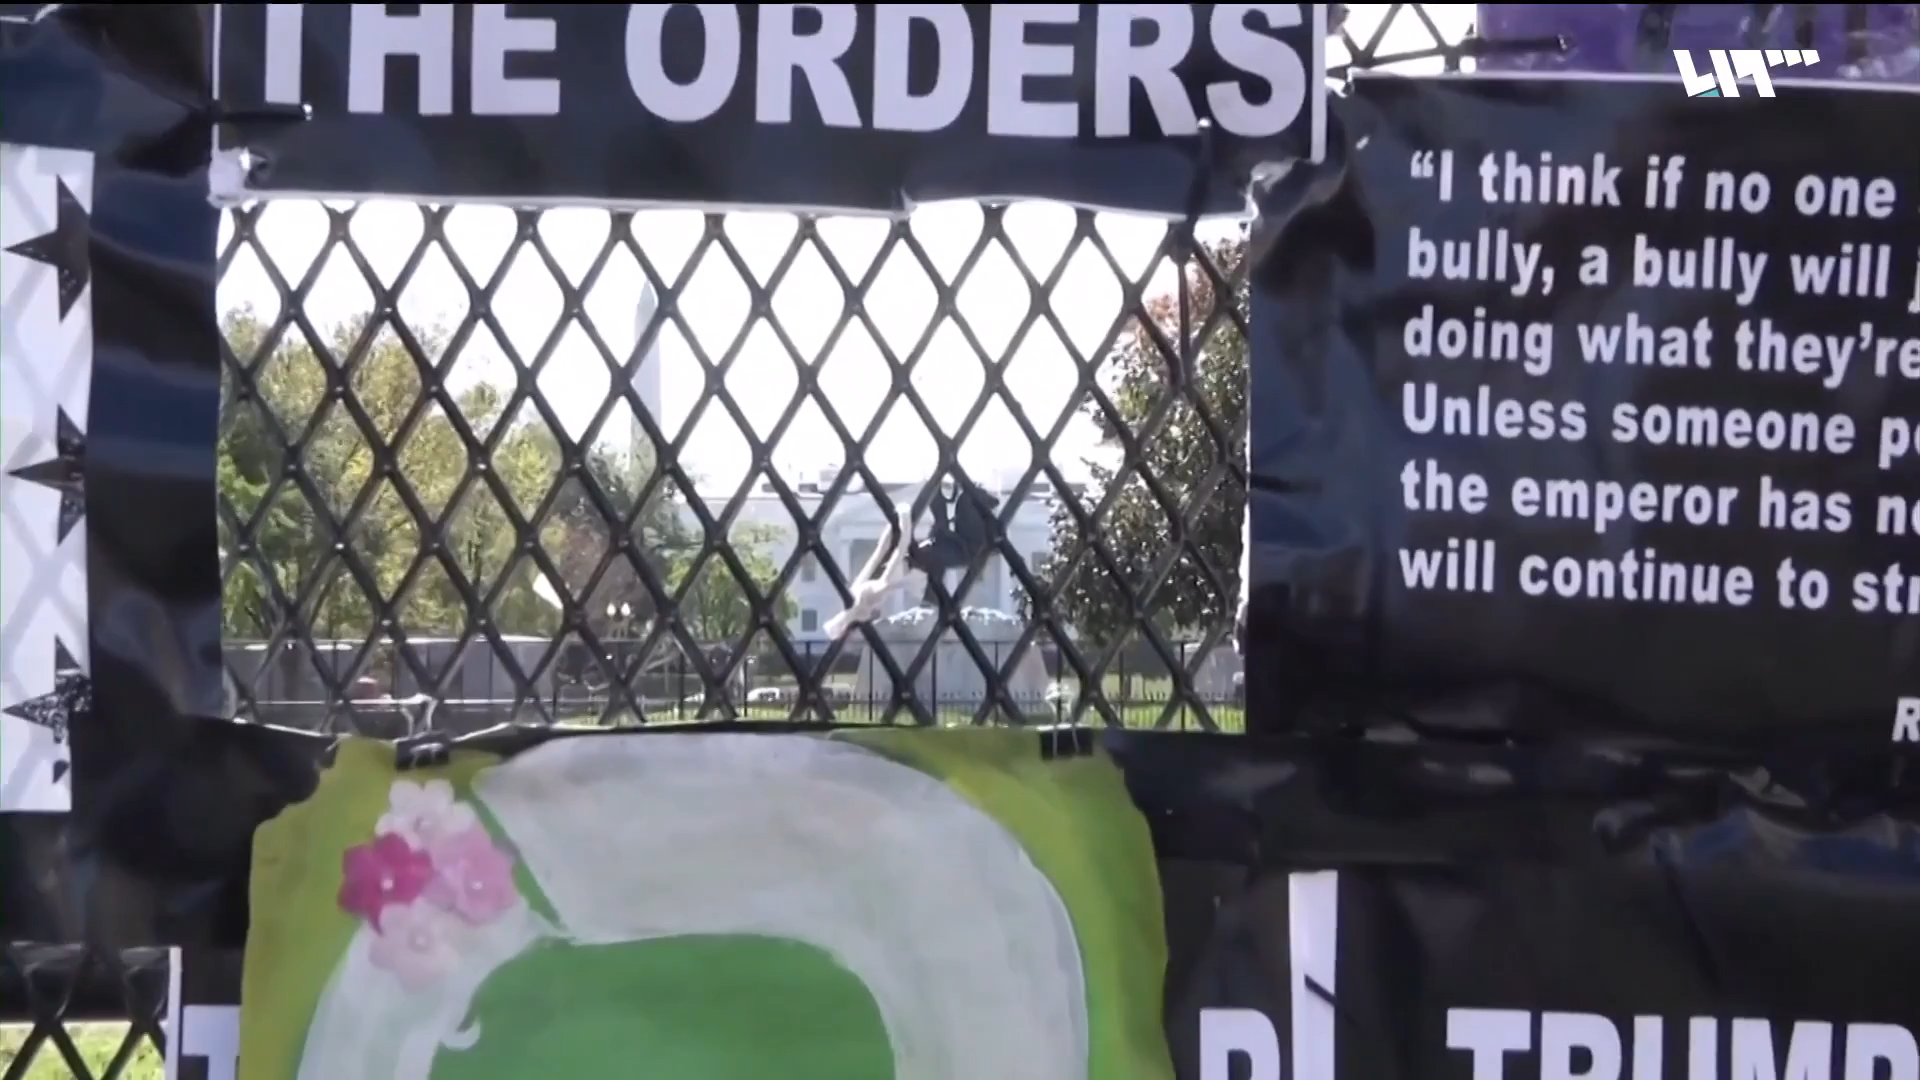 THE ORDERS
LIT
“I think if no one
bully, a bully will
doing what they’re
Unless someone
the emperor has
will continue to
TRUMP